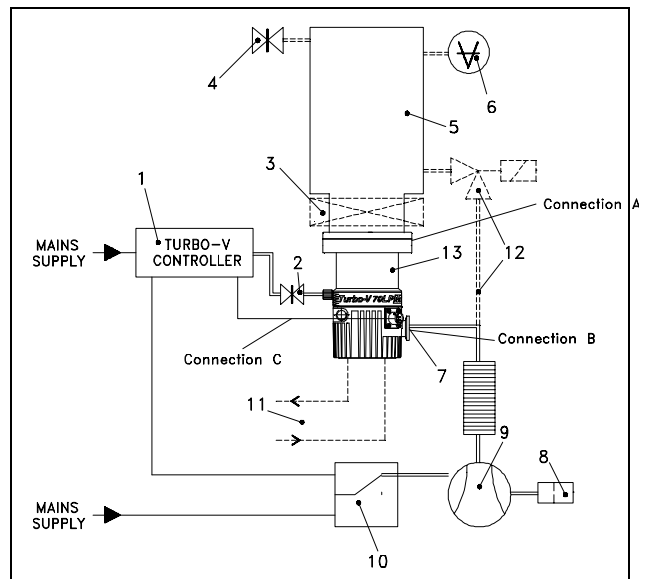 4
6
5
3
1
Connection A
MAINS
SUPPLY
TURBO-V
CONTROLLER
2
13
12
Turbo-V 70LP
Connection C
Connection B
7
11
9
8
MAINS
SUPPLY
10